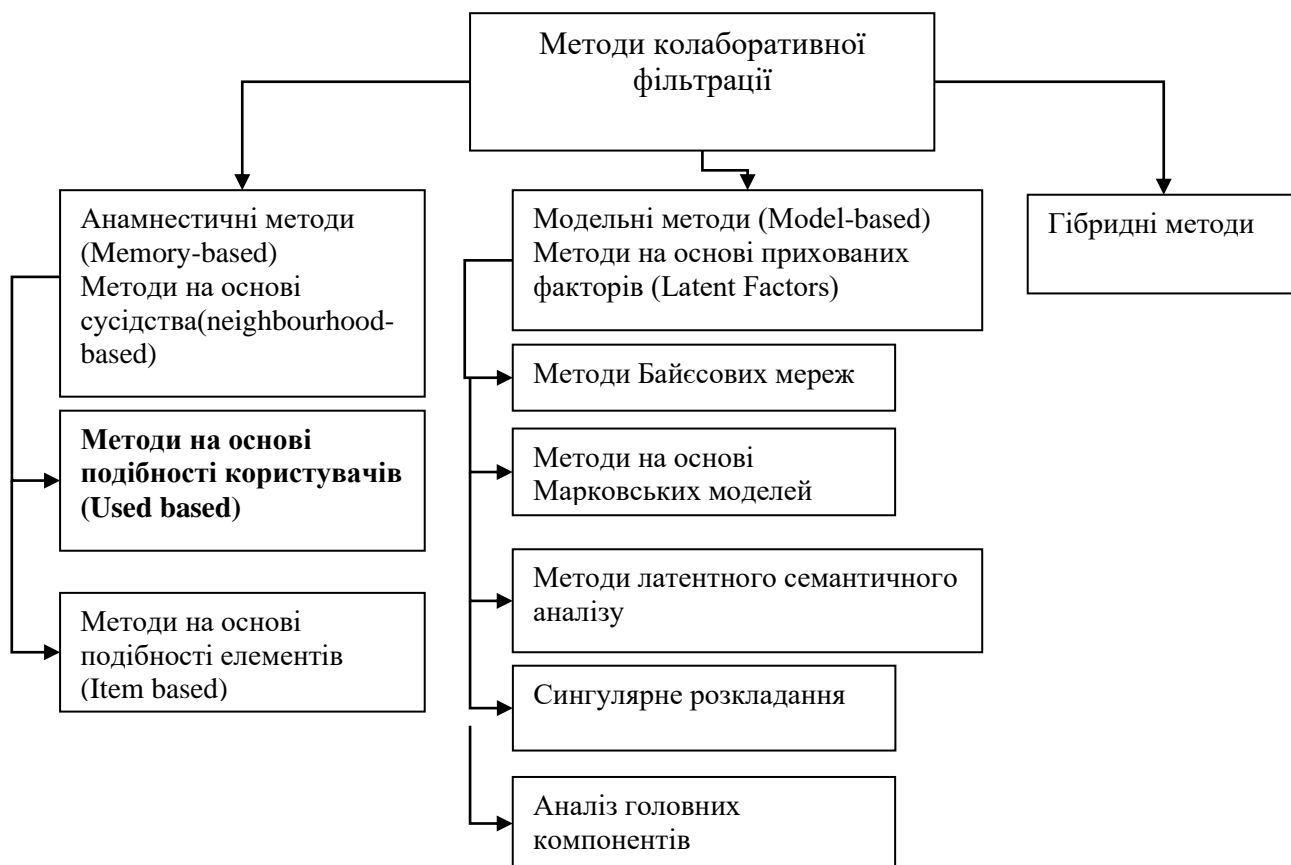 Методи колаборативної
фільтрації
Анамнестичні методи
(Memory-based)
Методи на основі
сусідства(neighbourhood-
based)
Методи на основі
подібності користувачів
(Used based)
Методи на основі
подібності елементів
(Item based)
Модельні методи (Model-based)
Методи на основі прихованих
факторів (Latent Factors)
Методи Байєсових мереж
Методи на основі
Марковських моделей
Методи латентного семантичного
аналізу
Сингулярне розкладання
Аналіз головних
компонентів
Гібридні методи